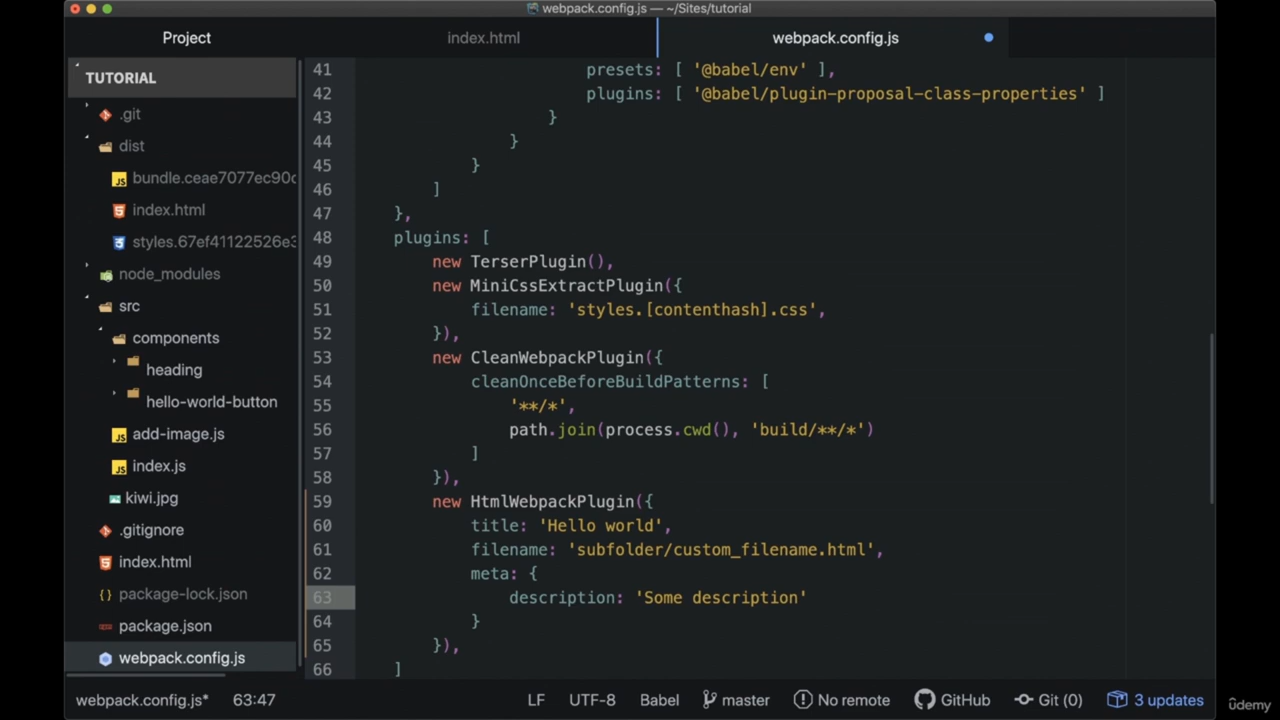 webpack.config.js — ~/Sites/tutorial
Project
index.html
webpack.config.js
TUTORIAL
.git
dist
bundle.ceae7077ec90c
index.html
styles.67ef41122526e3
node_modules
src
components
heading
hello-world-button
add-image.js
index.js
kiwi.jpg
.gitignore
index.html
package-lock.json
package.json
webpack.config.js
41 presets: [ '@babel/env' ],
42 plugins: [ '@babel/plugin-proposal-class-properties' ]
43 }
44 }
45 }
46 ]
47 },
48 plugins: [
49 new TerserPlugin(),
50 new MiniCssExtractPlugin({
51 filename: 'styles.[contenthash].css',
52 }),
53 new CleanWebpackPlugin({
54 cleanOnceBeforeBuildPatterns: [
55 '**/*',
56 path.join(process.cwd(), 'build/**/*')
57 ]
58 }),
59 new HtmlWebpackPlugin({
60 title: 'Hello world',
61 filename: 'subfolder/custom_filename.html',
62 meta: {
63 description: 'Some description'
64 }
65 }),
66 ]
webpack.config.js* 63:47 LF UTF-8 Babel master No remote GitHub Git (0) 3 updates
ûdemy